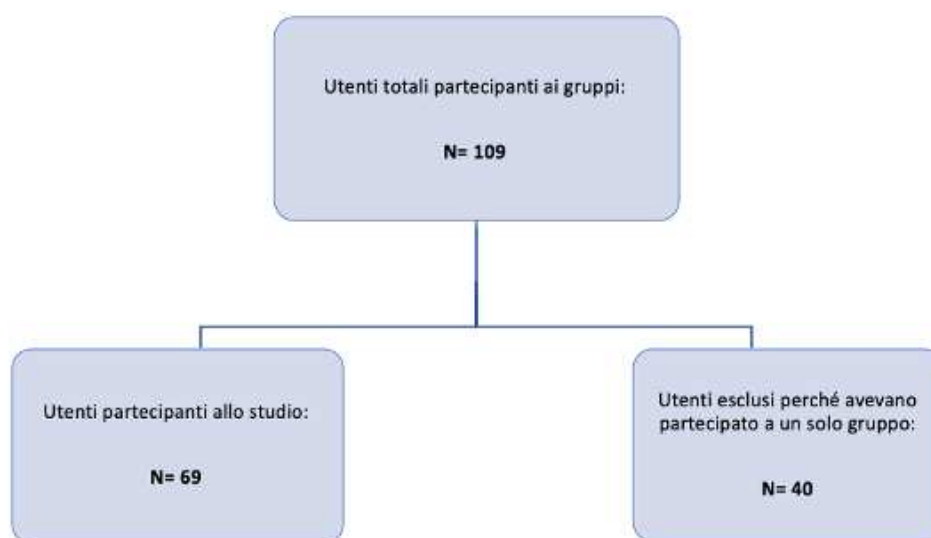 Utenti totali partecipanti ai gruppi:
N= 109
Utenti partecipanti allo studio:
N= 69
Utenti esclusi perché avevano
partecipato a un solo gruppo:
N= 40